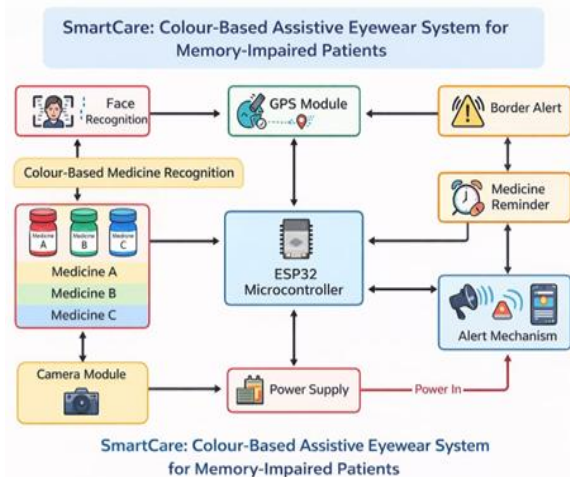 SmartCare: Colour-Based Assistive Eyewear System for
Memory-Impaired Patients
Face
Recognition
GPS Module
Border Alert
Colour-Based Medicine Recognition
Medicine
Reminder
Medicine
A
Medicine
B
Medicine
C
Medicine A
Medicine B
Medicine C
ESP32
Microcontroller
Alert Mechanism
Camera Module
Power Supply
Power In
SmartCare: Colour-Based Assistive Eyewear System
for Memory-Impaired Patients